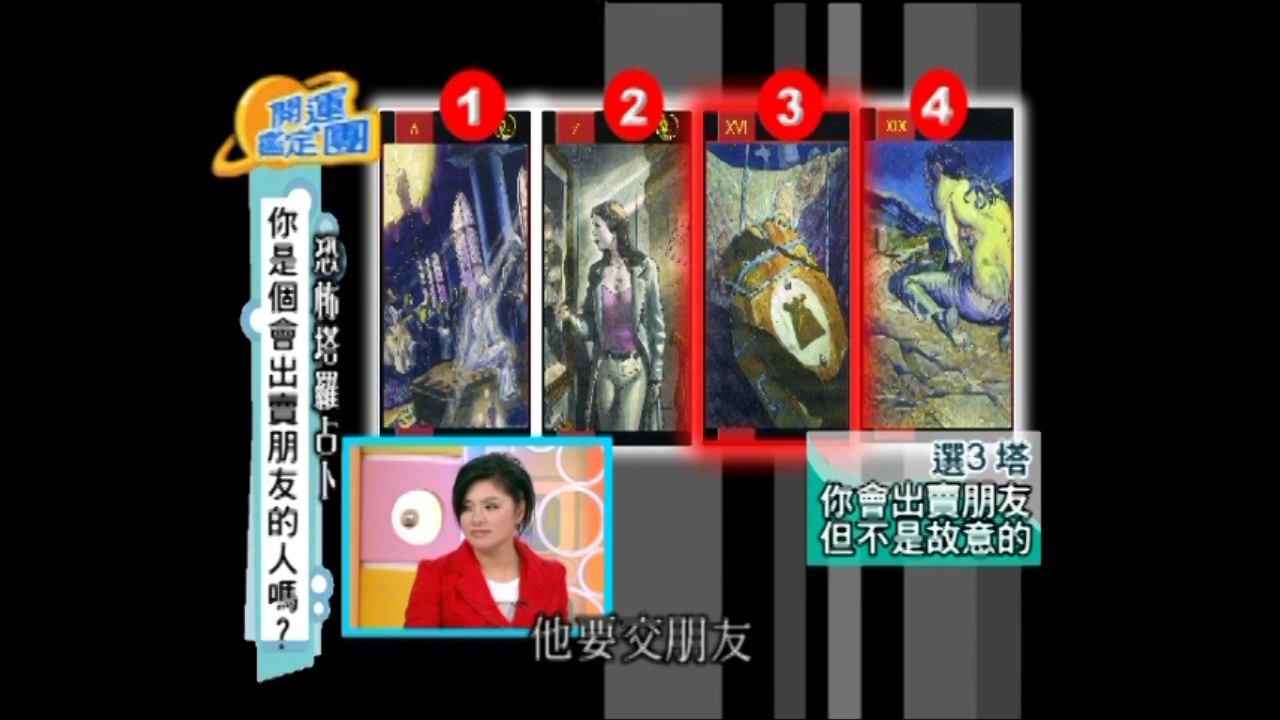 開運
鑑定團
恐怖塔羅占卜
你是個會出賣朋友的人嗎?
1
2
XVI
3
XIX
4
選3 塔
你會出賣朋友
但不是故意的
他要交朋友